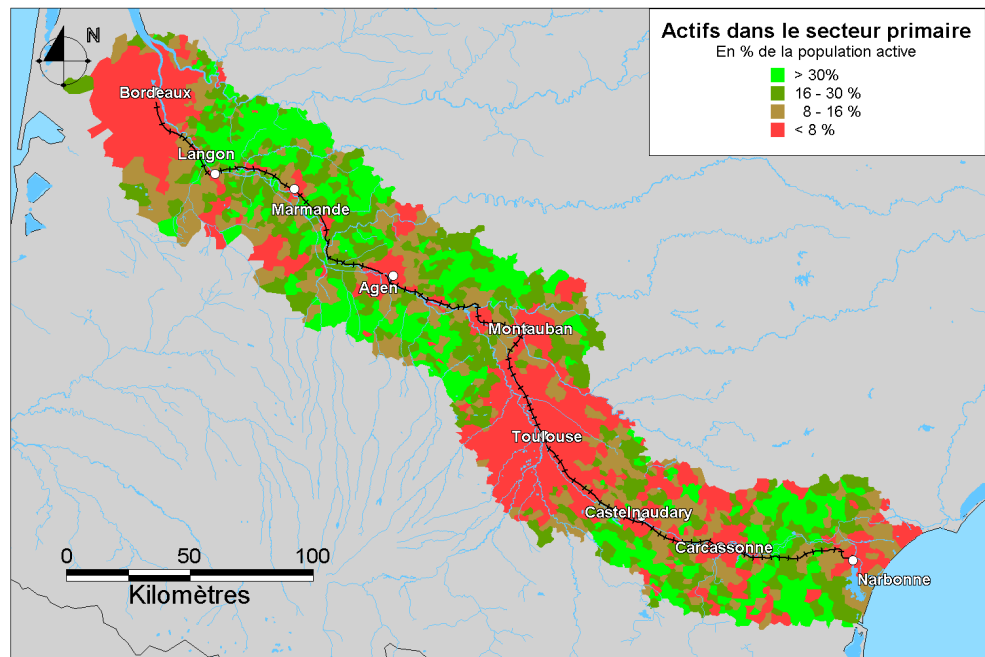 N
Actifs dans le secteur primaire
En % de la population active
> 30%
16 - 30 %
8 - 16 %
< 8 %
Bordeaux
Langon
Marmande
Agen
Montauban
Toulouse
Castelnaudary
Carcassonne
Narbonne
0 50 100
Kilomètres